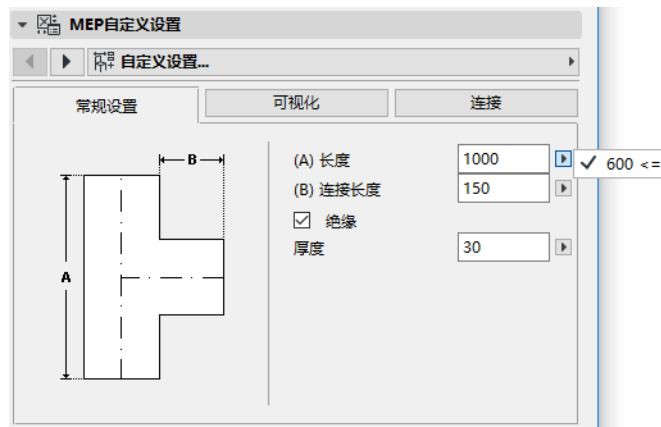 MEP自定义设置
自定义设置...
常规设置
可视化
连接
B
A
(A) 长度
1000
600 <=
(B) 连接长度
150
绝缘
厚度
30